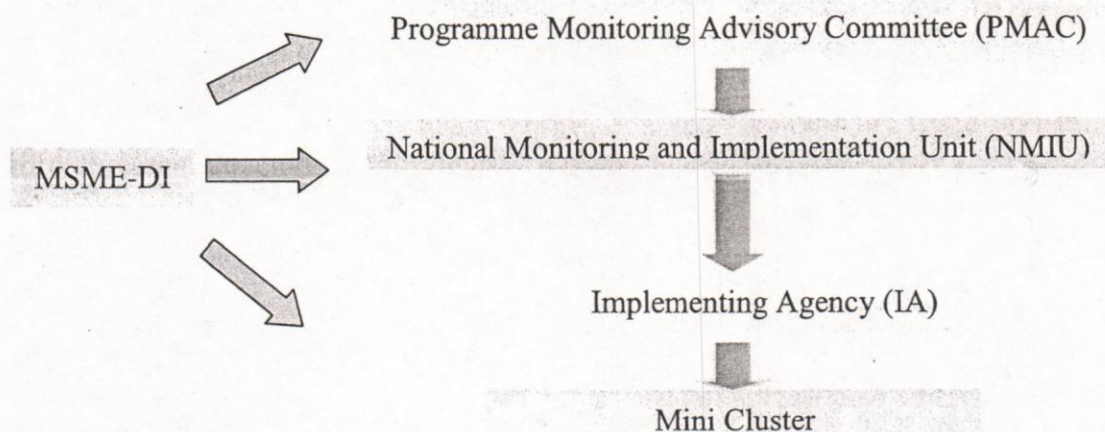 Programme Monitoring Advisory Committee (PMAC)
National Monitoring and Implementation Unit (NMIU)
MSME-DI
Implementing Agency (IA)
Mini Cluster